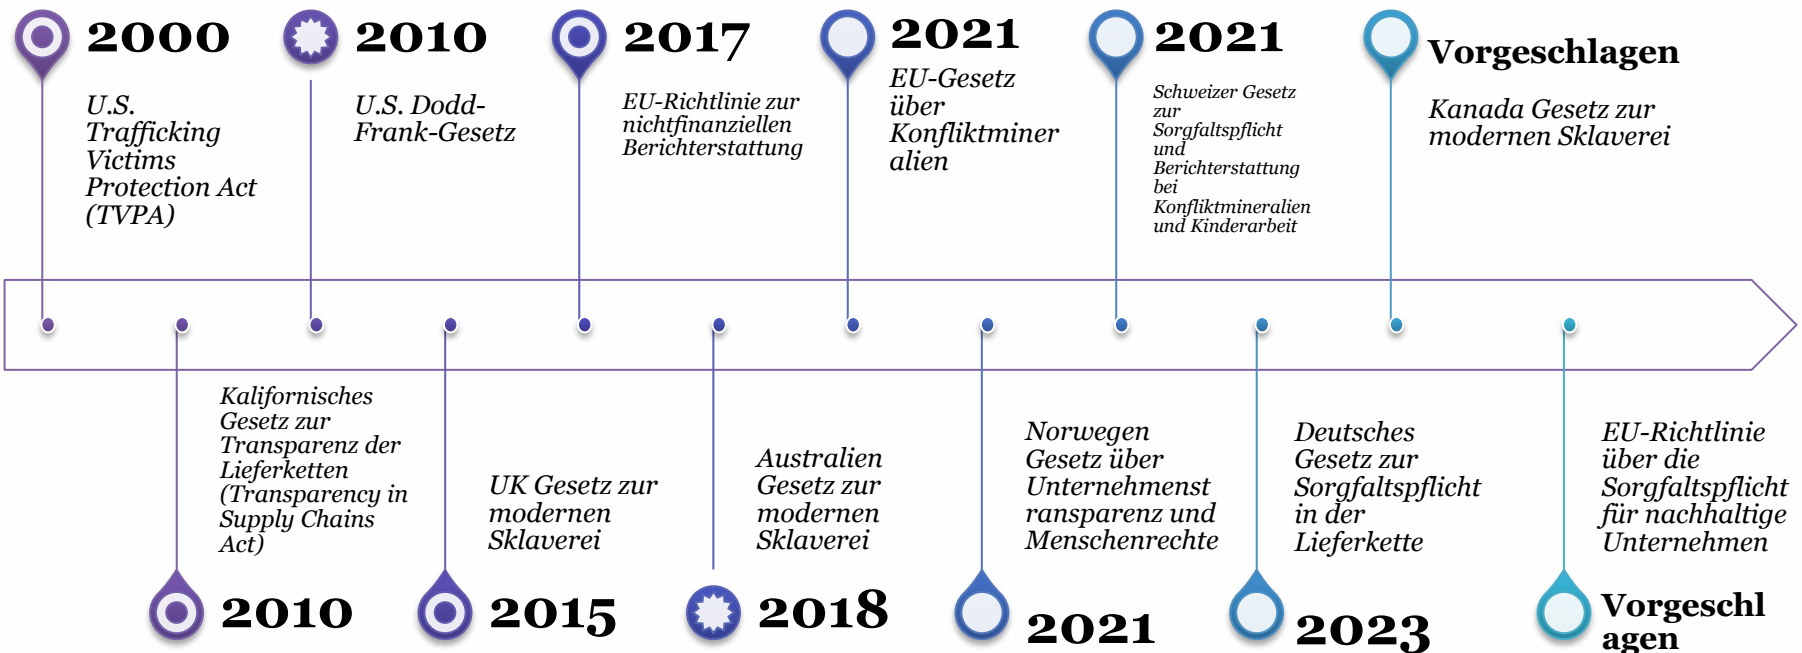 2000
U.S.
Trafficking
Victims
Protection Act
(TVPA)
2010
U.S. Dodd-
Frank-Gesetz
2017
EU-Richtlinie zur
nichtfinanziellen
Berichterstattung
2021
EU-Gesetz
über
Konfliktminer
alien
2021
Schweizer Gesetz
zur
Sorgfaltspflicht
und
Berichterstattung
bei
Konfliktmineralien
und Kinderarbeit
Vorgeschlagen
Kanada Gesetz zur
modernen Sklaverei
Kalifornisches
Gesetz zur
Transparenz der
Lieferketten
(Transparency in
Supply Chains
Act)
2010
UK Gesetz zur
modernen
Sklaverei
2015
Australien
Gesetz zur
modernen
Sklaverei
2018
Norwegen
Gesetz über
Unternehmenst
ransparenz und
Menschenrechte
2021
Deutsches
Gesetz zur
Sorgfaltspflicht
in der
Lieferkette
2023
EU-Richtlinie
über die
Sorgfaltspflicht
für nachhaltige
Unternehmen
Vorgeschl
agen